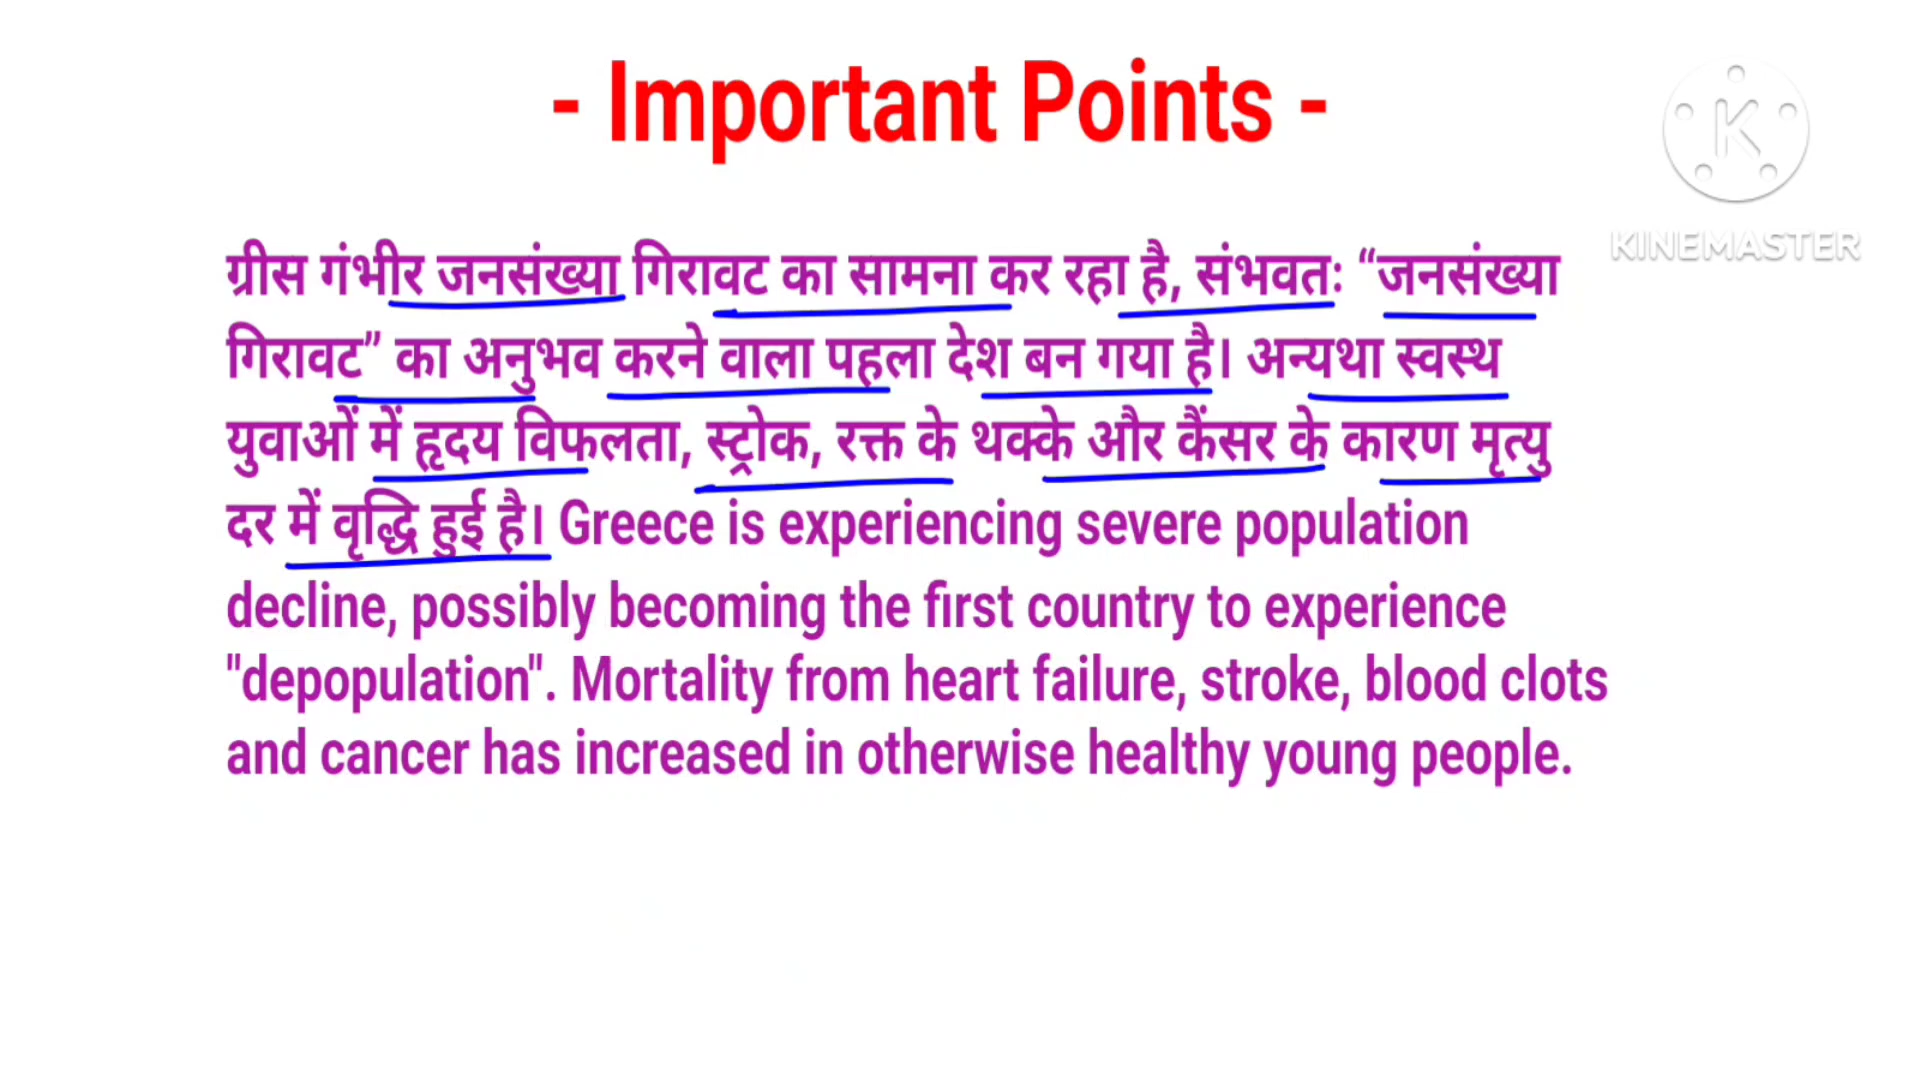 - Important Points -
K
KINEMASTER
ग्रीस गंभीर जनसंख्या गिरावट का सामना कर रहा है, संभवतः “जनसंख्या
गिरावट” का अनुभव करने वाला पहला देश बन गया है। अन्यथा स्वस्थ
युवाओं में हृदय विफलता, स्ट्रोक, रक्त के थक्के और कैंसर के कारण मृत्यु
दर में वृद्धि हुई है। Greece is experiencing severe population
decline, possibly becoming the first country to experience
"depopulation". Mortality from heart failure, stroke, blood clots
and cancer has increased in otherwise healthy young people.